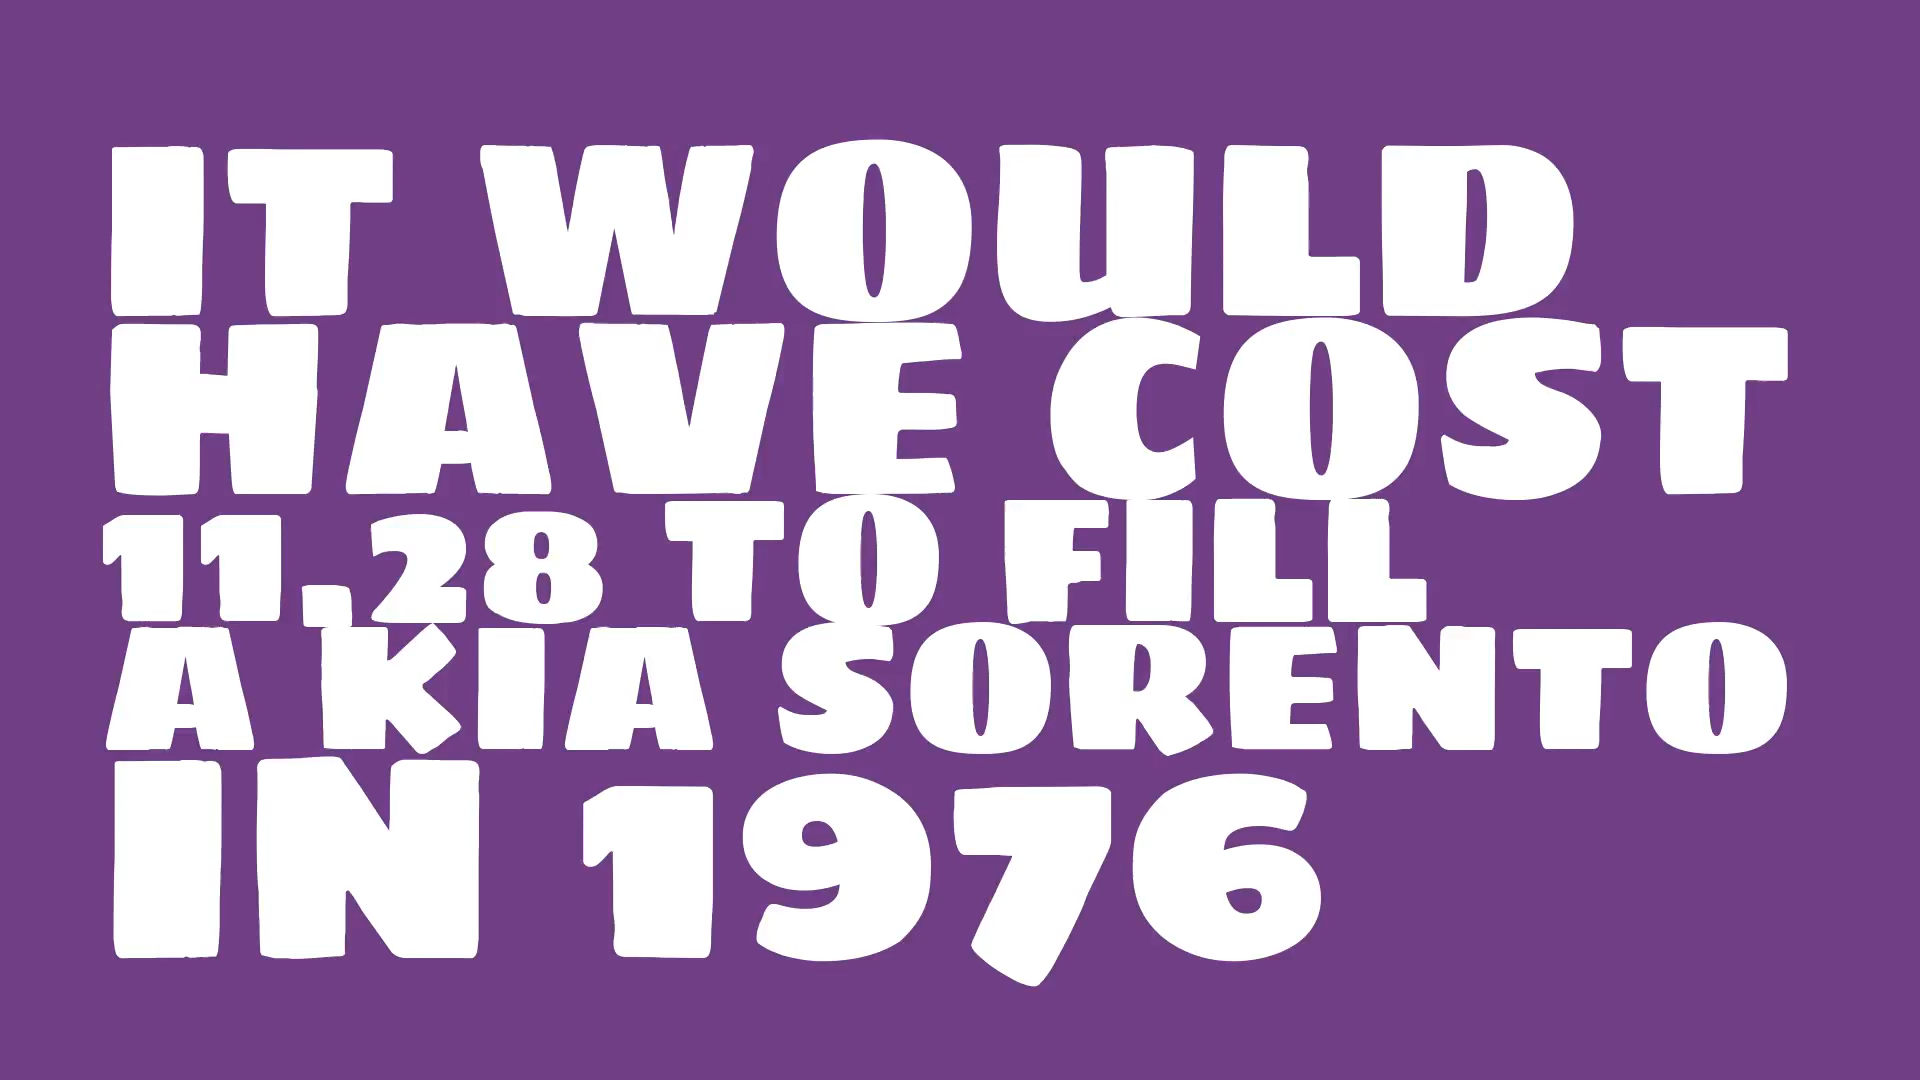 IT WOULD
HAVE COST
11.28 TO FILL
A KIA SORENTO
IN 1976